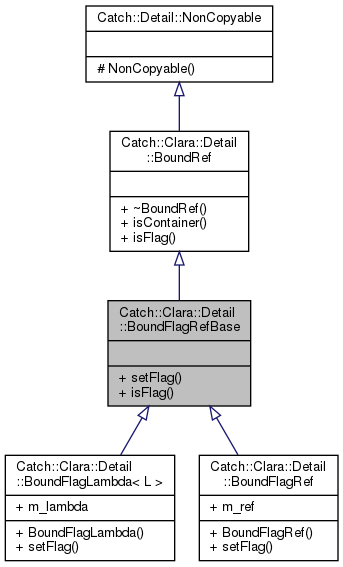 Catch::Detail::NonCopyable
# NonCopyable()
Catch::Clara::Detail
::BoundRef
+ ~BoundRef()
+ isContainer()
+ isFlag()
Catch::Clara::Detail
::BoundFlagRefBase
+ setFlag()
+ isFlag()
Catch::Clara::Detail
::BoundFlagLambda< L >
+ m_lambda
+ BoundFlagLambda()
+ setFlag()
Catch::Clara::Detail
::BoundFlagRef
+ m_ref
+ BoundFlagRef()
+ setFlag()